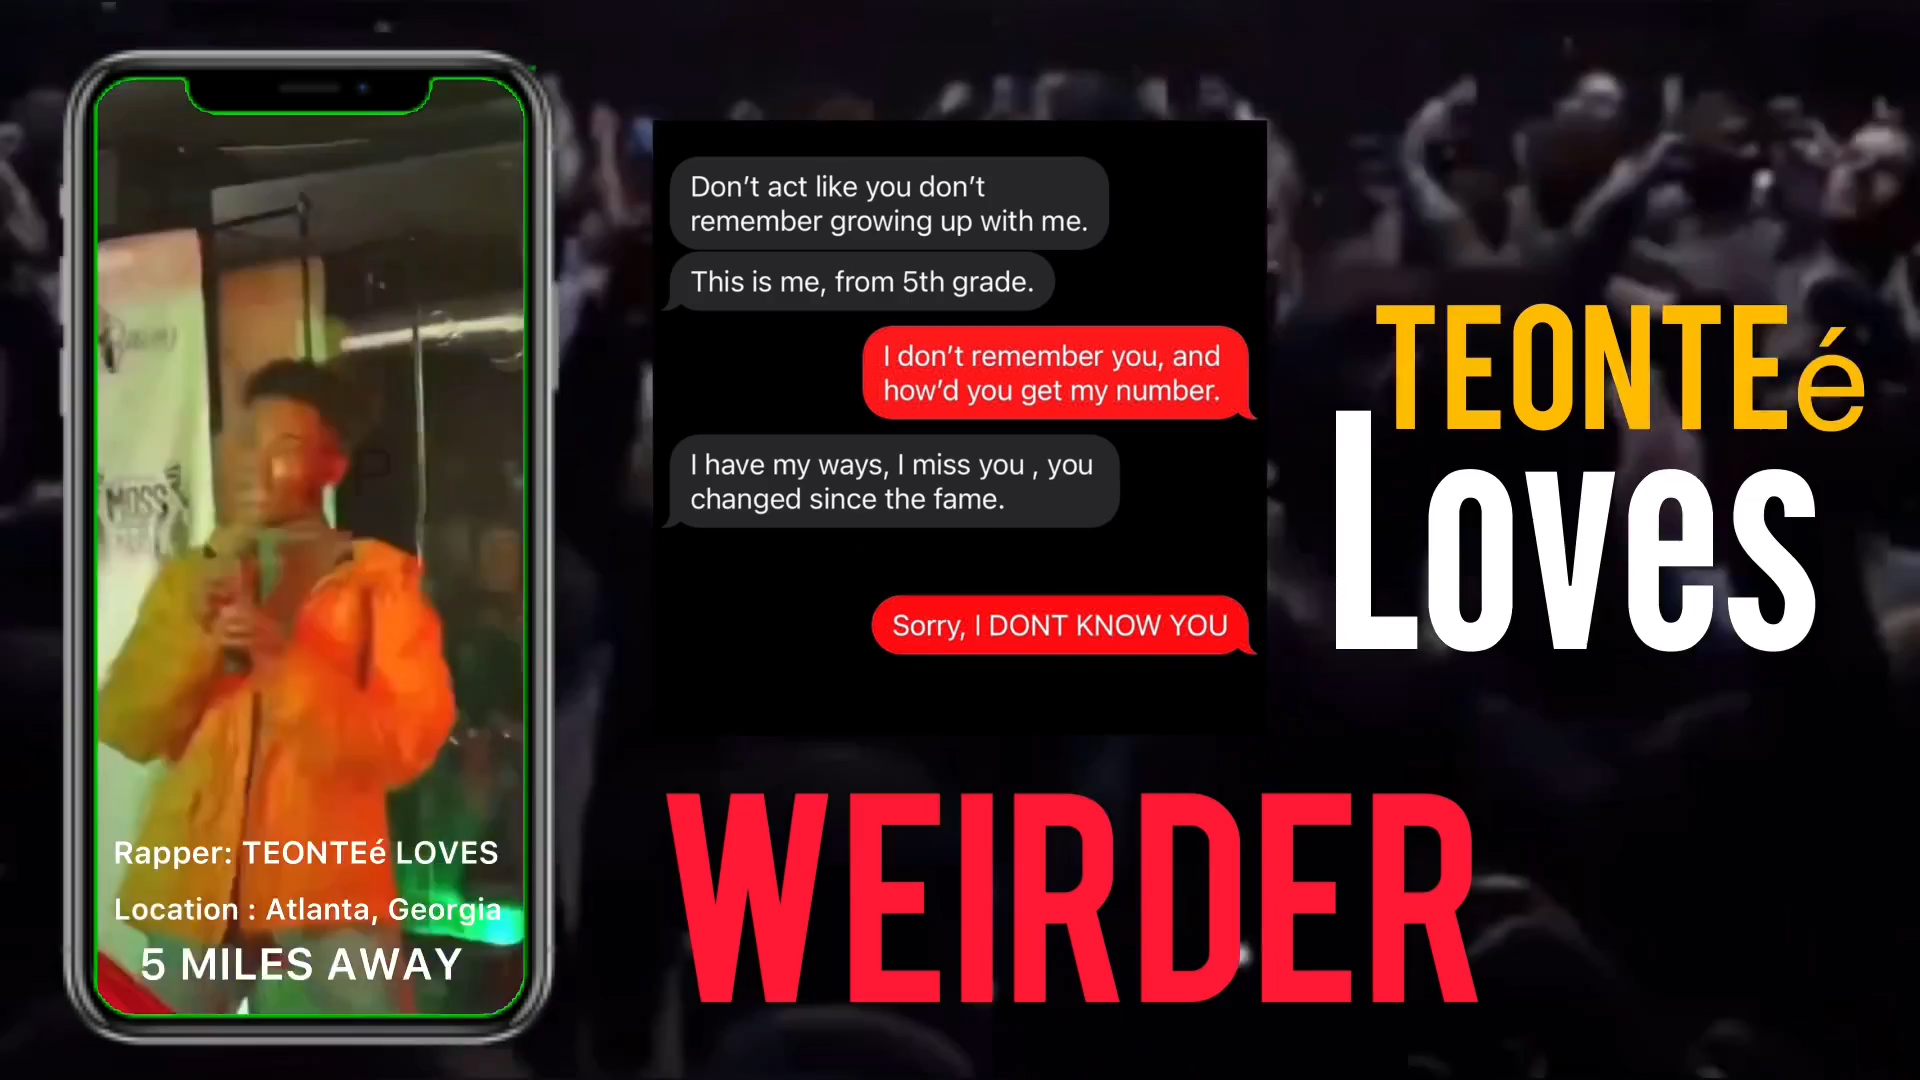 Don’t act like you don’t
remember growing up with me.
This is me, from 5th grade.
I don’t remember you, and
how’d you get my number.
I have my ways, I miss you , you
changed since the fame.
Sorry, I DONT KNOW YOU
TEONTEé
Loves
WEIRDER
MOSS
Rapper: TEONTEé LOVES
Location : Atlanta, Georgia
5 MILES AWAY